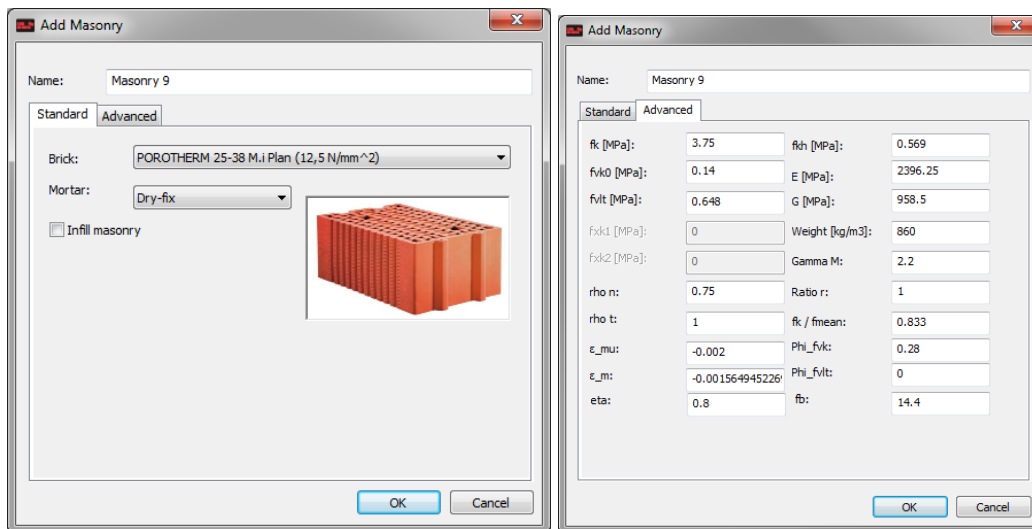 Add Masonry
Name: Masonry 9
Standard Advanced
Brick: POROTHERM 25-38 M.i Plan (12,5 N/mm^2)
Mortar: Dry-fix
Infill masonry
OK Cancel
Add Masonry
Name: Masonry 9
Standard Advanced
fk [MPa]: 3.75 fkh [MPa]: 0.569
fvk0 [MPa]: 0.14 E [MPa]: 2396.25
fvlt [MPa]: 0.648 G [MPa]: 958.5
fxk1 [MPa]: 0 Weight [kg/m3]: 860
fxk2 [MPa]: 0 Gamma M: 2.2
rho n: 0.75 Ratio r: 1
rho t: 1 fk / fmean: 0.833
ε_mu: -0.002 Phi_fvk: 0.28
ε_m: -0.001564945226 Phi_fvlt: 0
eta: 0.8 fb: 14.4
OK Cancel